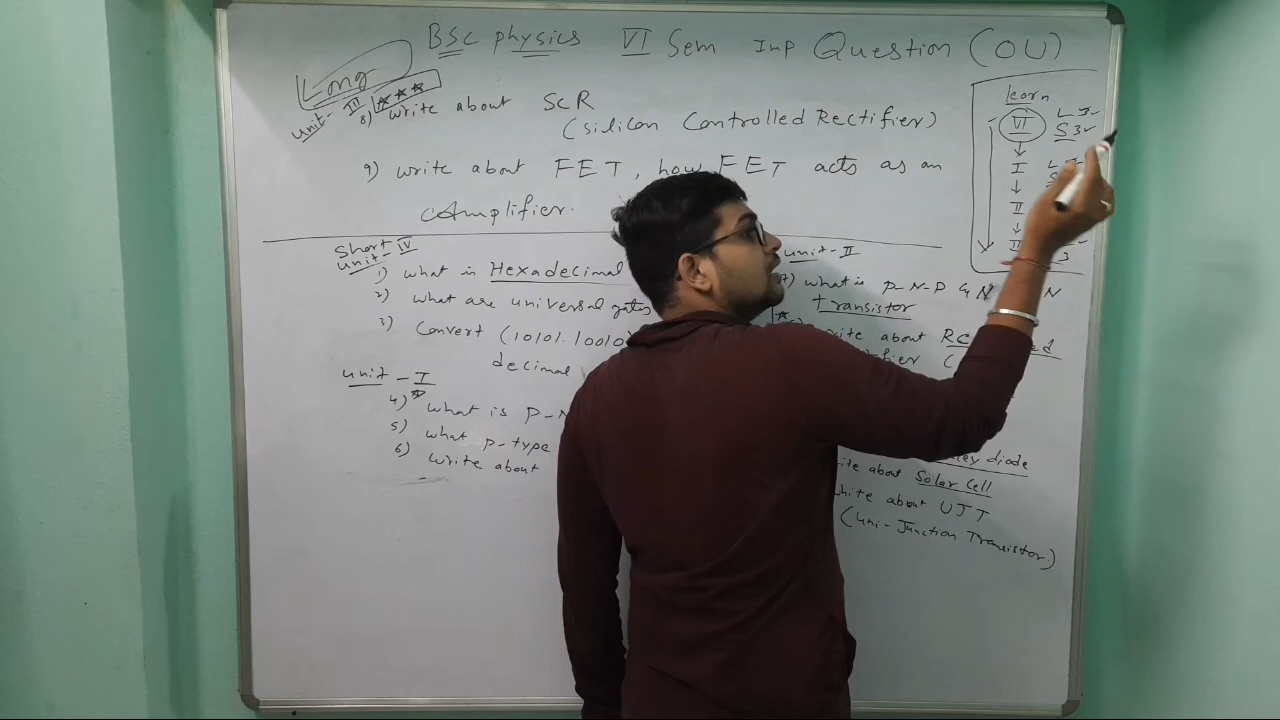 BSc physics VI Sem Imp Question (OU)
Long
unit-III
8) *** write about SCR
(Silicon Controlled Rectifier)
9) write about FET, how FET acts as an
Amplifier.
learn
VI L-3
S 3
↓
I
↓
II
↓
3
Short
unit-IV
1) what is Hexadecimal
2) what are universal gates
3) Convert (10101.10010
decimal
unit-I
4)* what is P-N
5) what P-type
6) write about
unit-II
7) what is P-N-P & N N
transistor
write about RC
diode
write about Solar Cell
write about UJT
(Uni-Junction Transistor)